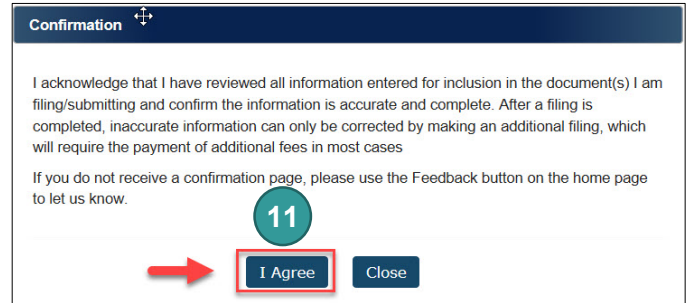 Confirmation
I acknowledge that I have reviewed all information entered for inclusion in the document(s) I am
filing/submitting and confirm the information is accurate and complete. After a filing is
completed, inaccurate information can only be corrected by making an additional filing, which
will require the payment of additional fees in most cases
If you do not receive a confirmation page, please use the Feedback button on the home page
to let us know.
11
I Agree Close